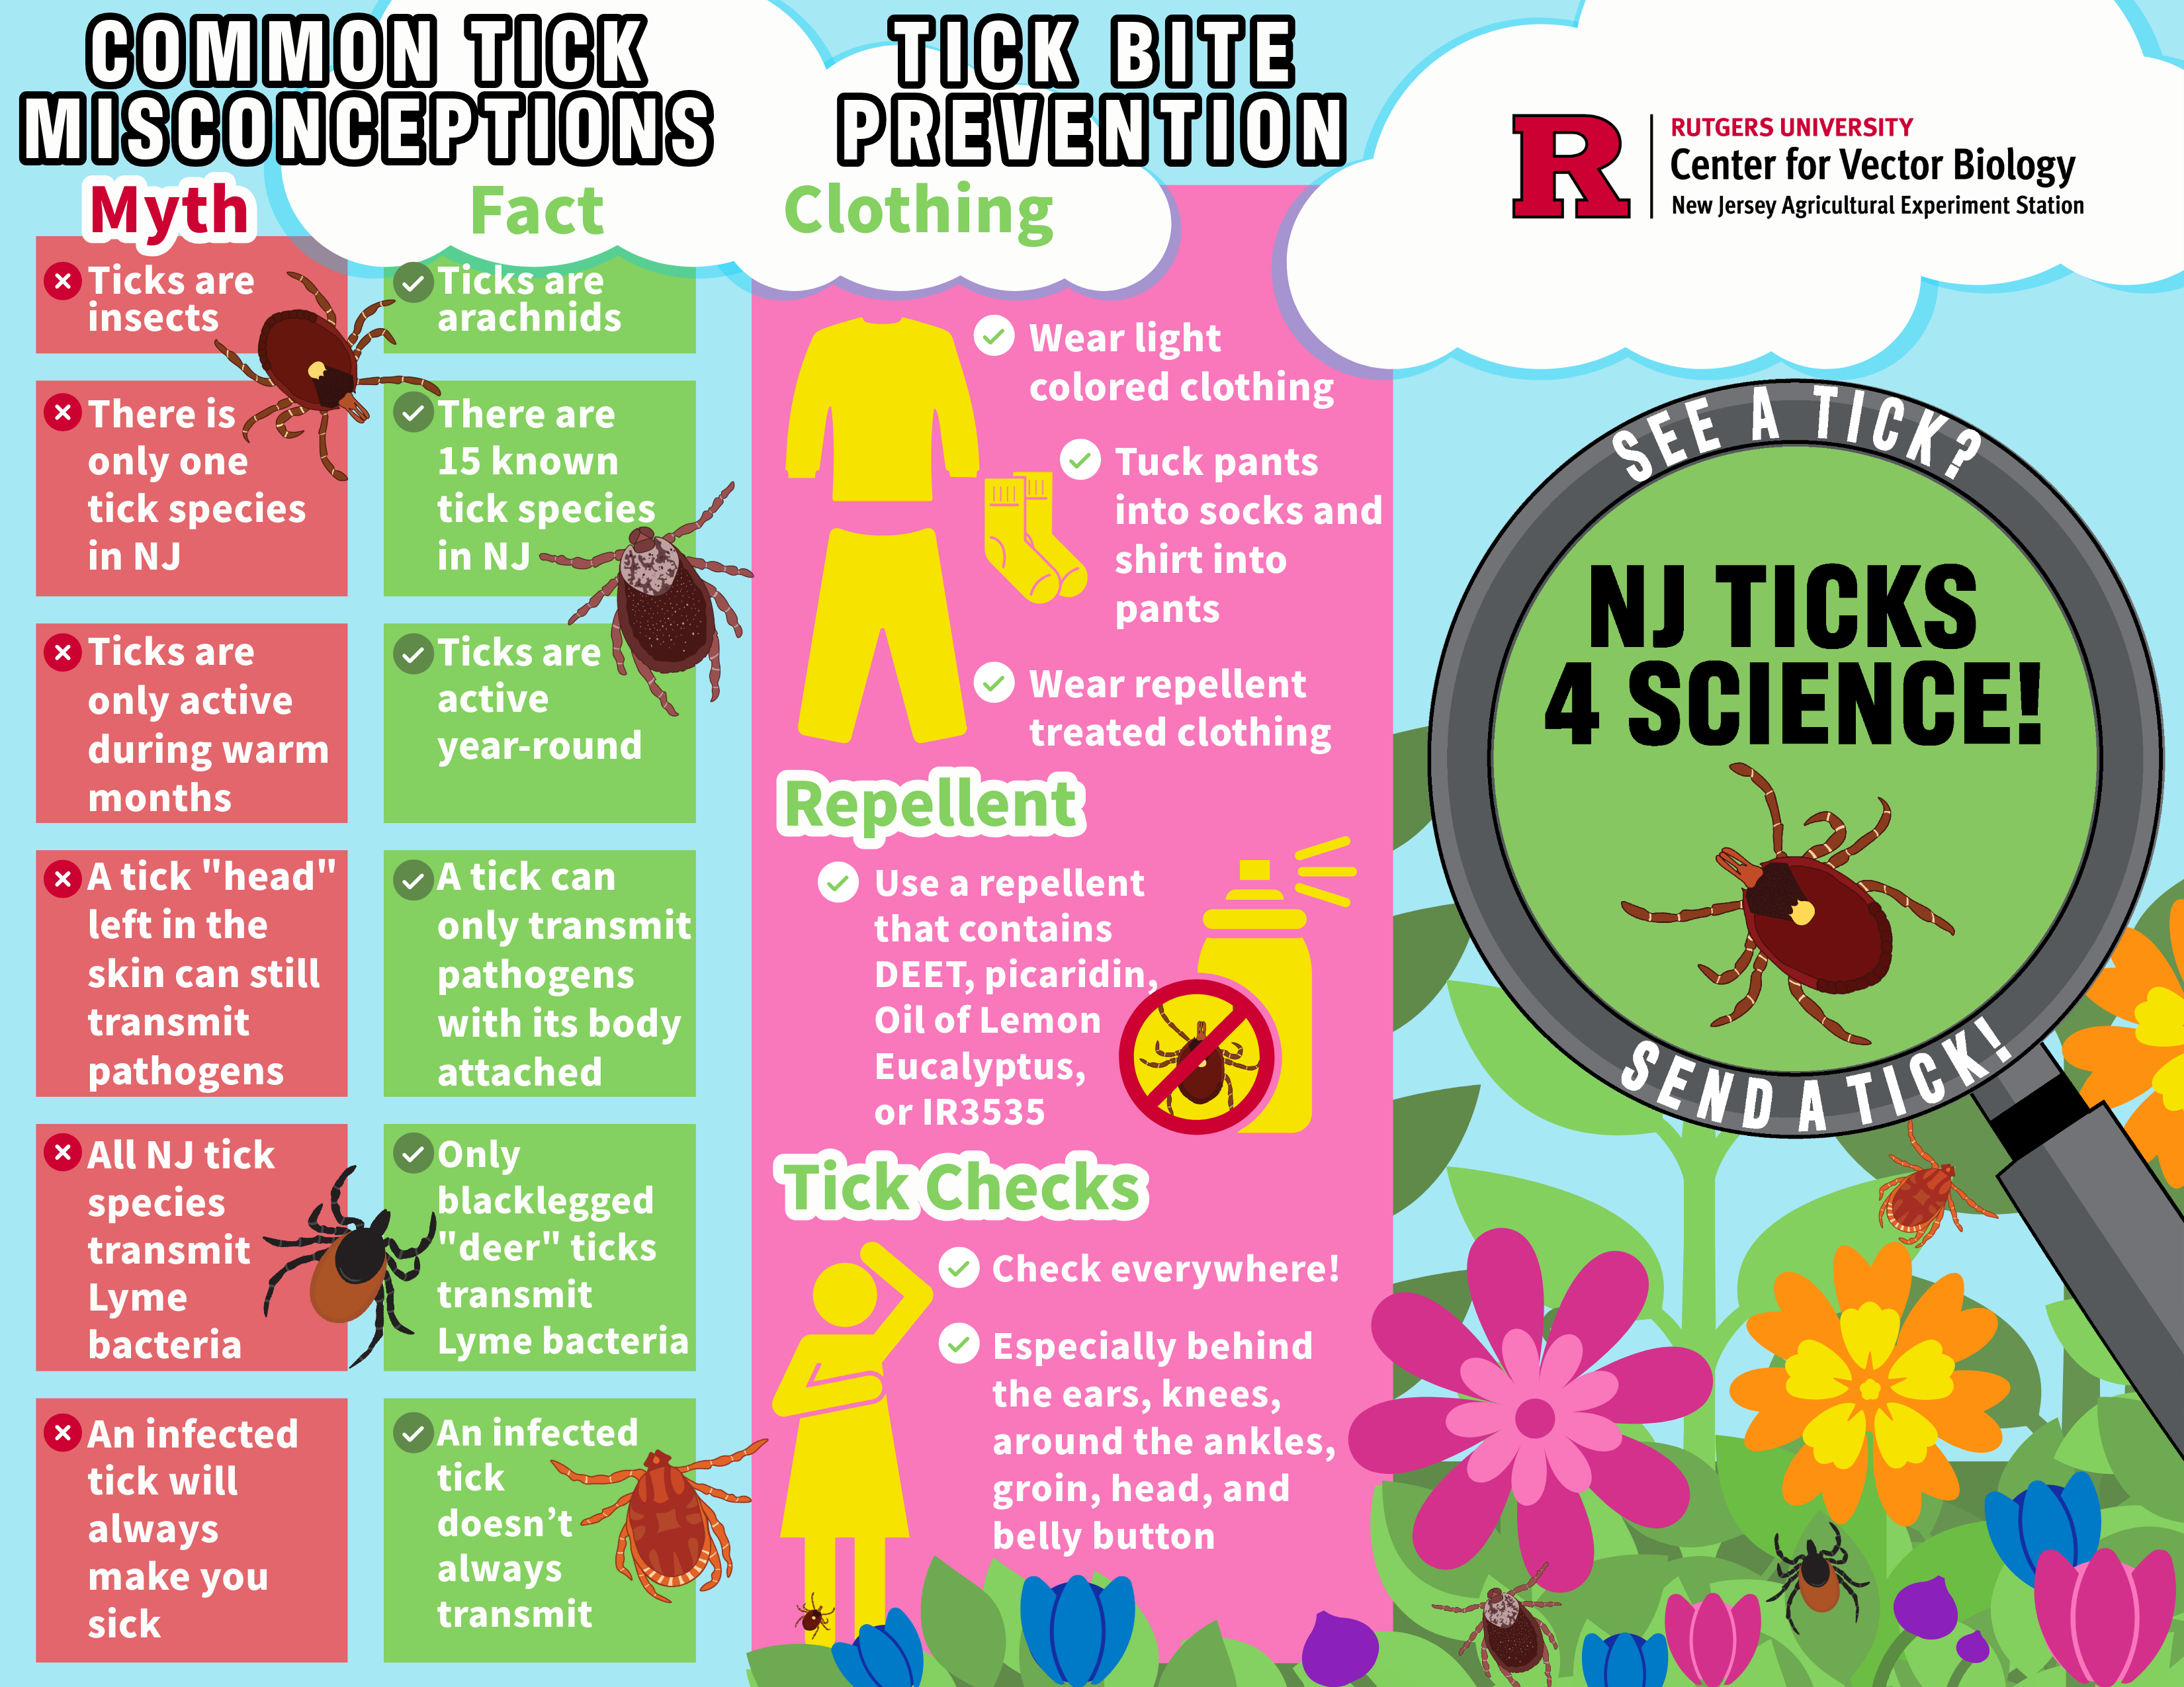 COMMON TICK
MISCONCEPTIONS
Myth
Fact
Ticks are
insects
Ticks are
arachnids
There is
only one
tick species
in NJ
There are
15 known
tick species
in NJ
Ticks are
only active
during warm
months
Ticks are
active
year-round
A tick "head"
left in the
skin can still
transmit
pathogens
A tick can
only transmit
pathogens
with its body
attached
All NJ tick
species
transmit
Lyme
bacteria
Only
blacklegged
"deer" ticks
transmit
Lyme bacteria
An infected
tick will
always
make you
sick
An infected
tick
doesn’t
always
transmit
TICK BITE
PREVENTION
Clothing
Wear light
colored clothing
Tuck pants
into socks and
shirt into
pants
Wear repellent
treated clothing
Repellent
Use a repellent
that contains
DEET, picaridin,
Oil of Lemon
Eucalyptus,
or IR3535
Tick Checks
Check everywhere!
Especially behind
the ears, knees,
around the ankles,
groin, head, and
belly button
R
RUTGERS UNIVERSITY
Center for Vector Biology
New Jersey Agricultural Experiment Station
SEE A TICK?
NJ TICKS
4 SCIENCE!
SEND A TICK!